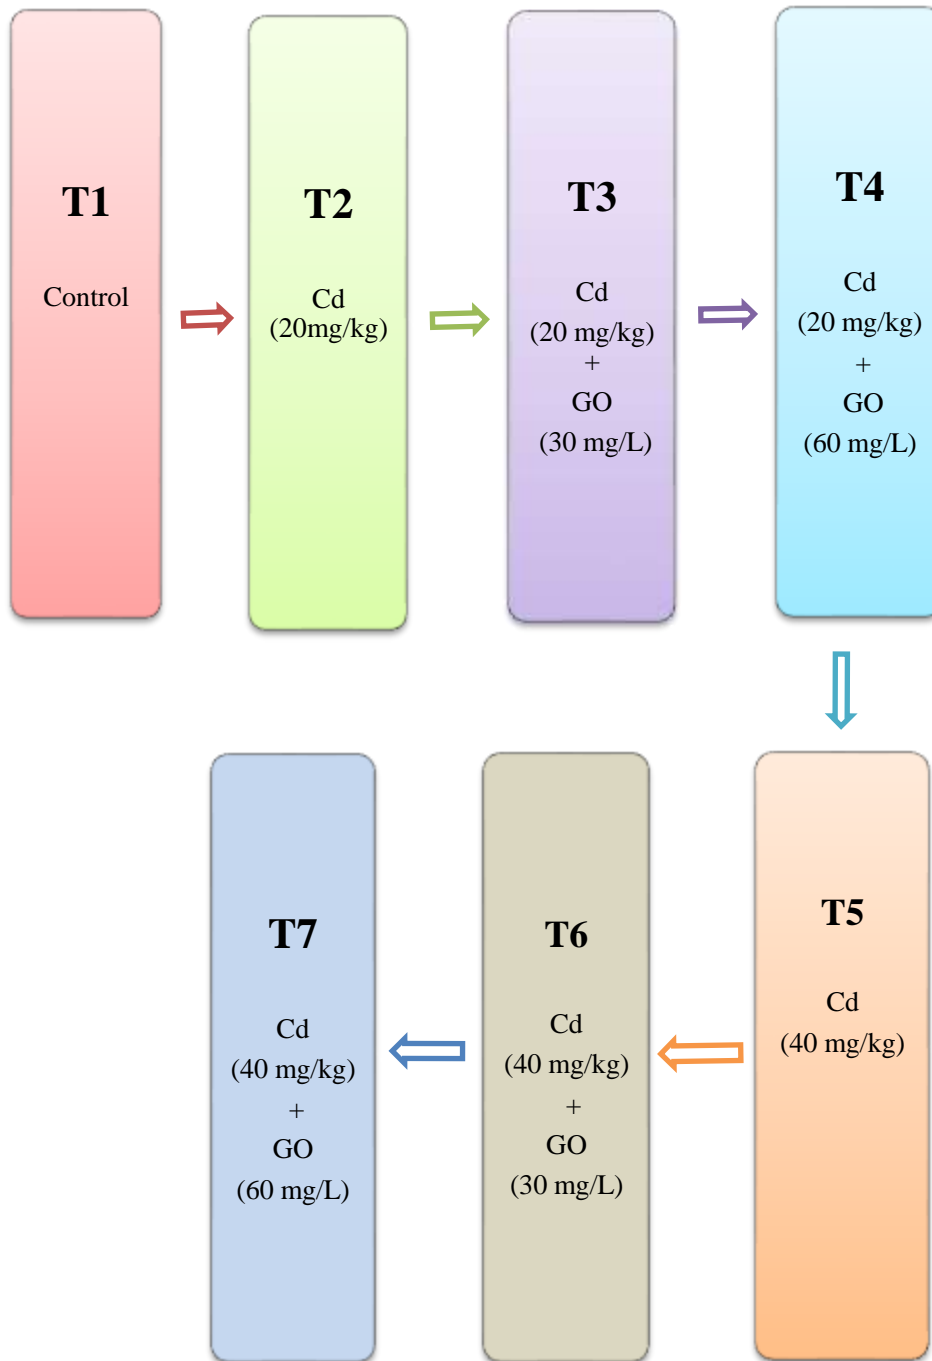 T1
Control
T2
Cd
(20mg/kg)
T3
Cd
(20 mg/kg)
+
GO
(30 mg/L)
T4
Cd
(20 mg/kg)
+
GO
(60 mg/L)
T5
Cd
(40 mg/kg)
T6
Cd
(40 mg/kg)
+
GO
(30 mg/L)
T7
Cd
(40 mg/kg)
+
GO
(60 mg/L)